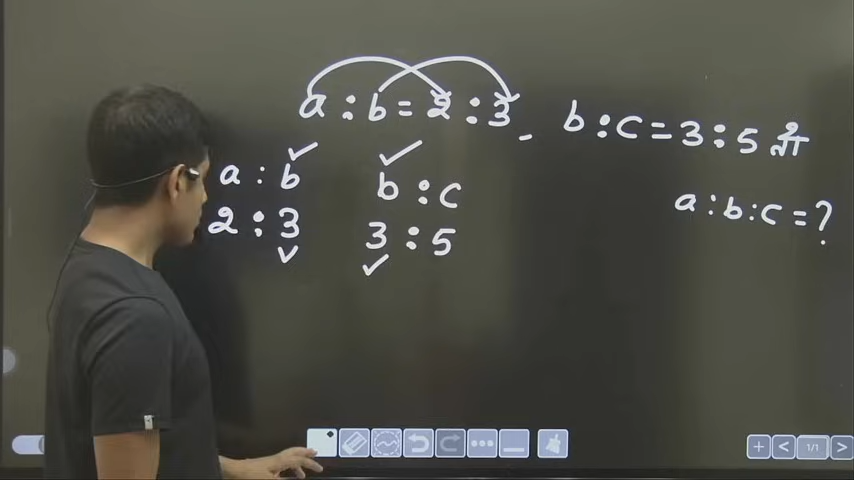 a : b = 2 : 3, b : c = 3 : 5 ਨੀ
a : b : c = ?
a : b    b : c
2 : 3    3 : 5
1/1